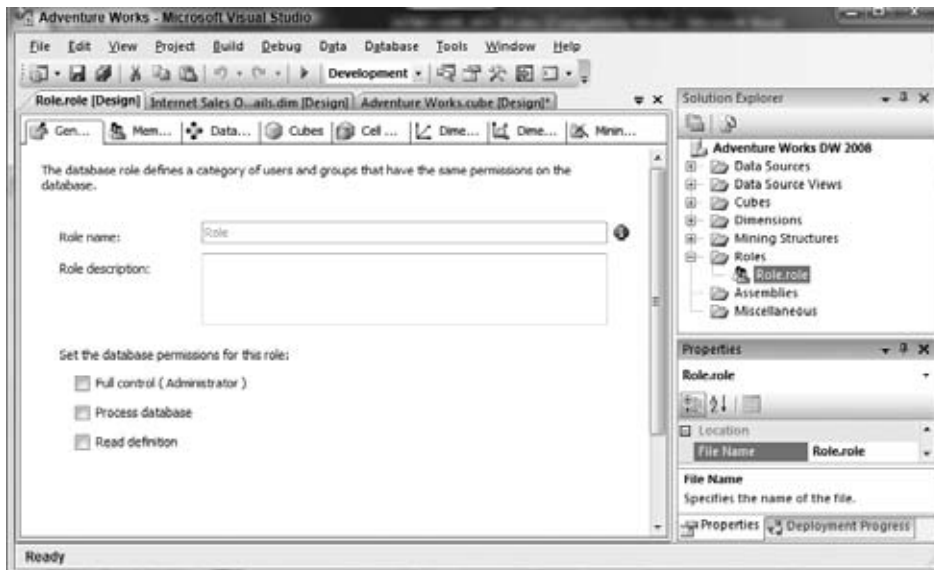 Adventure Works - Microsoft Visual Studio
File Edit View Project Build Debug Data Database Tools Window Help
Development
Role.role [Design] Internet Sales O...ails.dim [Design] Adventure Works.cube [Design]*
Gen... Mem... Data... Cubes Cell ... Dime... Dime... Minin...
The database role defines a category of users and groups that have the same permissions on the
database.
Role name: Role
Role description:
Set the database permissions for this role:
Full control ( Administrator )
Process database
Read definition
Solution Explorer
Adventure Works DW 2008
Data Sources
Data Source Views
Cubes
Dimensions
Mining Structures
Roles
Role.role
Assemblies
Miscellaneous
Properties
Role.role
Location
File Name Role.role
File Name
Specifies the name of the file.
Properties Deployment Progress
Ready